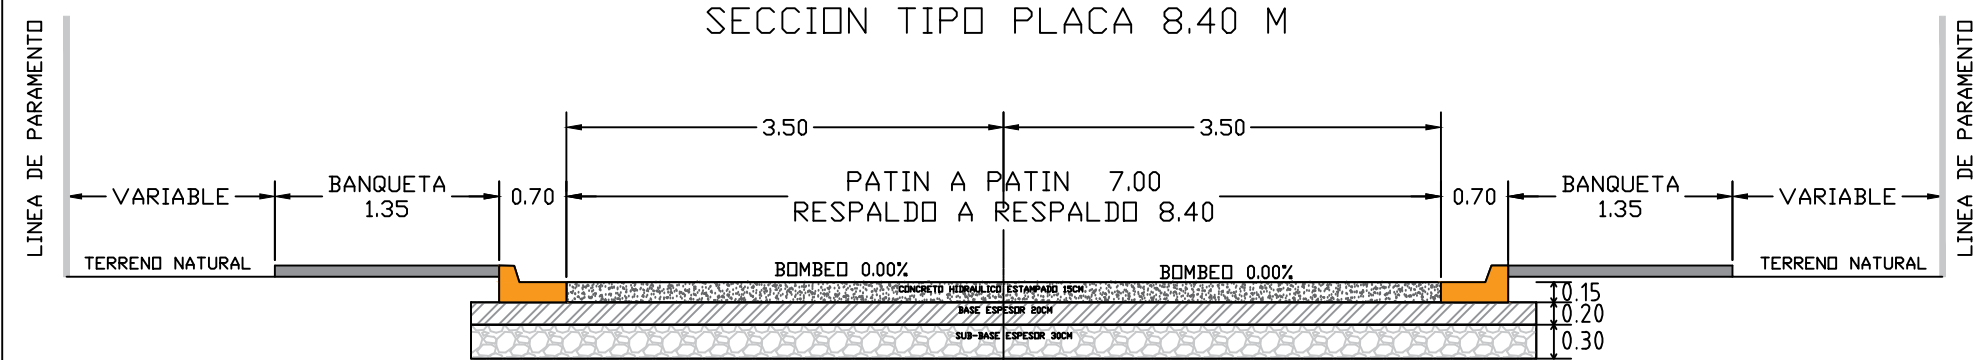 SECCION TIPO PLACA 8.40 M
LINEA DE PARAMENTO
LINEA DE PARAMENTO
3.50
3.50
VARIABLE
BANQUETA
1.35
0.70
PATIN A PATIN 7.00
RESPALDO A RESPALDO 8.40
0.70
BANQUETA
1.35
VARIABLE
TERRENO NATURAL
BOMBEO 0.00%
BOMBEO 0.00%
TERRENO NATURAL
CONCRETO HIDRAULICO ESTAMPADO 15CM
0.15
BASE ESPESOR 20CM
0.20
SUB-BASE ESPESOR 30CM
0.30